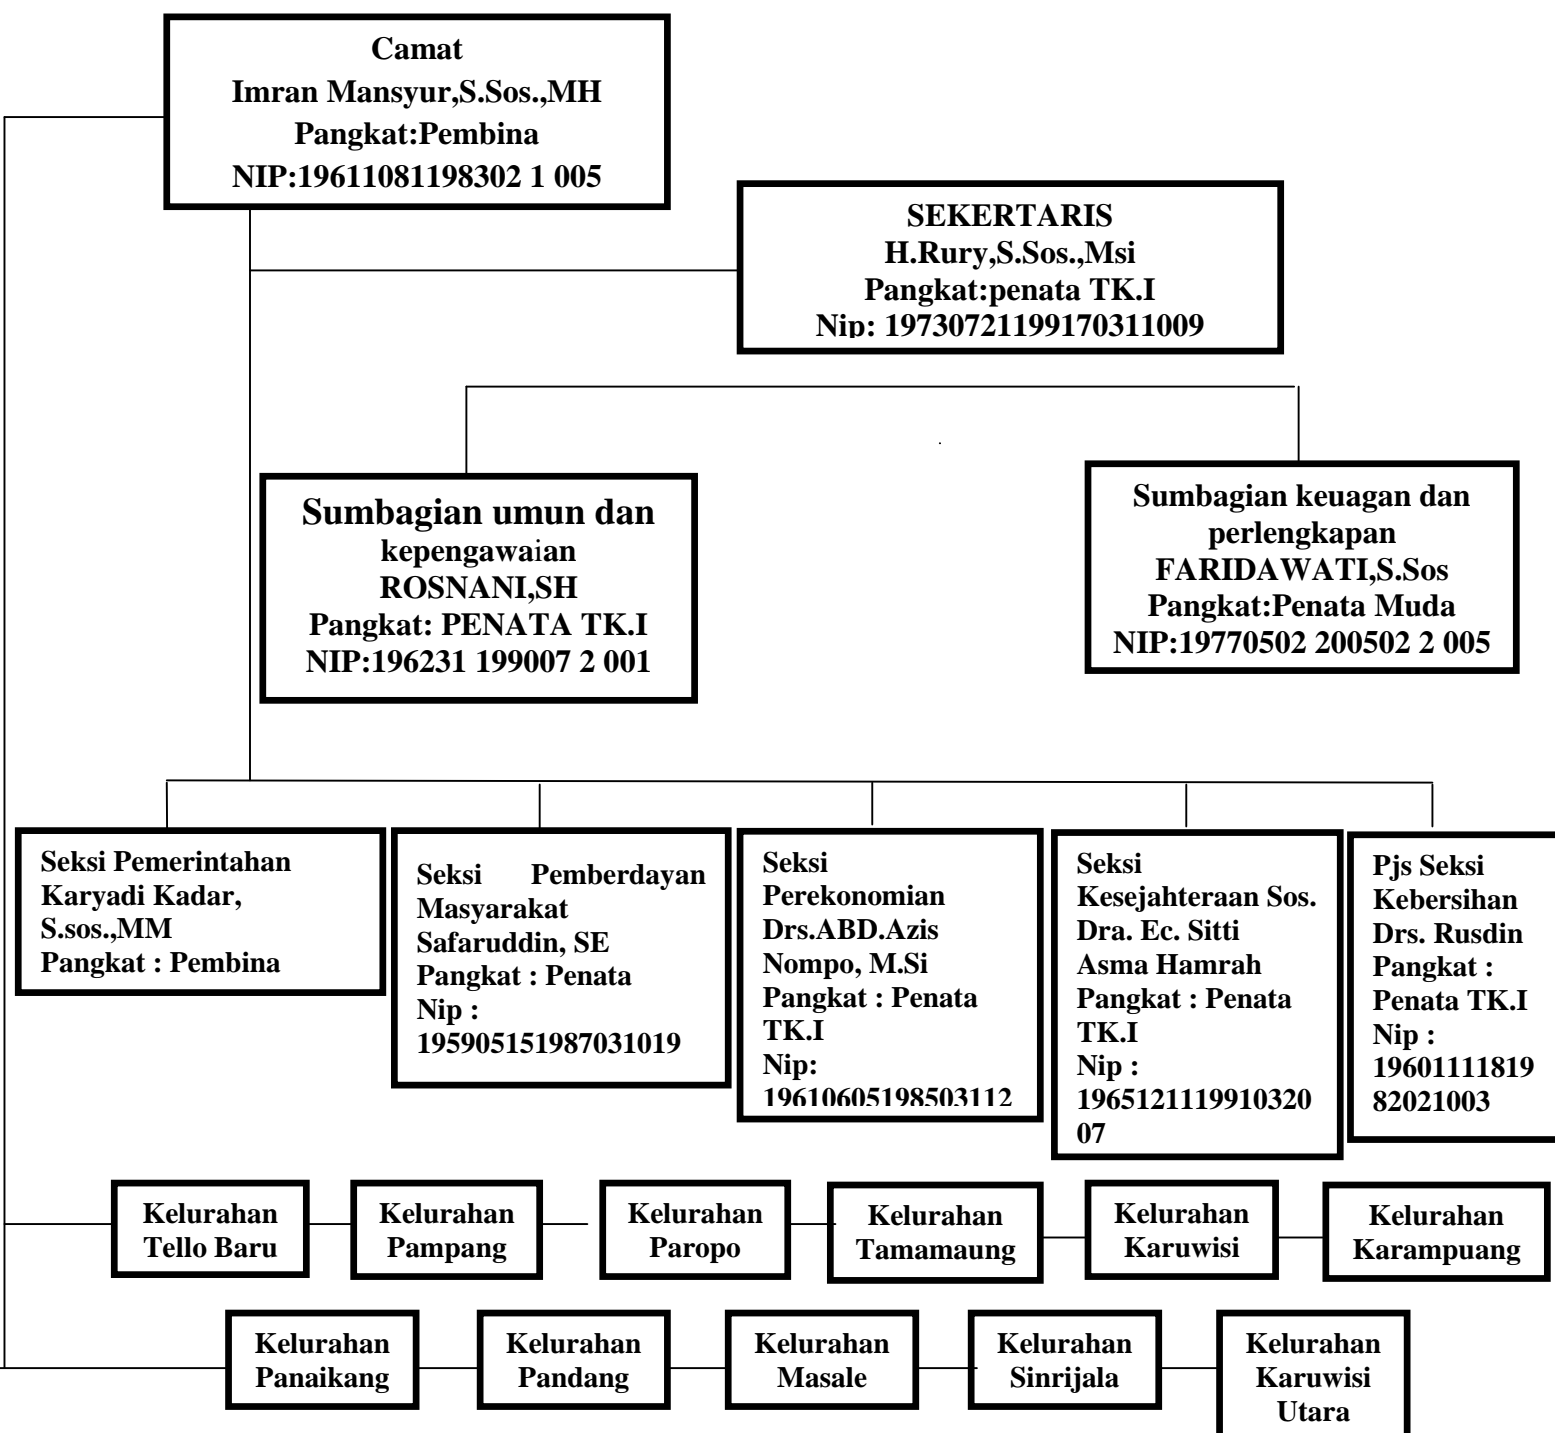 Camat
Imran Mansyur,S.Sos.,MH
Pangkat:Pembina
NIP:19611081198302 1 005
SEKERTARIS
H.Rury,S.Sos.,Msi
Pangkat:penata TK.I
Nip: 19730721199170311009
Sumbagian umun dan
kepengawaian
ROSNANI,SH
Pangkat: PENATA TK.I
NIP:196231 199007 2 001
Sumbagian keuagan dan
perlengkapan
FARIDAWATI,S.Sos
Pangkat:Penata Muda
NIP:19770502 200502 2 005
Seksi Pemerintahan
Karyadi Kadar,
S.sos.,MM
Pangkat : Pembina
Seksi Pemberdayan
Masyarakat
Safaruddin, SE
Pangkat : Penata
Nip :
195905151987031019
Seksi
Perekonomian
Drs.ABD.Azis
Nompo, M.Si
Pangkat : Penata
TK.I
Nip:
19610605198503112
Seksi
Kesejahteraan Sos.
Dra. Ec. Sitti
Asma Hamrah
Pangkat : Penata
TK.I
Nip :
1965121119910320
07
Pjs Seksi
Kebersihan
Drs. Rusdin
Pangkat :
Penata TK.I
Nip :
19601111819
82021003
Kelurahan
Tello Baru
Kelurahan
Pampang
Kelurahan
Paropo
Kelurahan
Tamamaung
Kelurahan
Karuwisi
Kelurahan
Karampuang
Kelurahan
Panaikang
Kelurahan
Pandang
Kelurahan
Masale
Kelurahan
Sinrijala
Kelurahan
Karuwisi
Utara